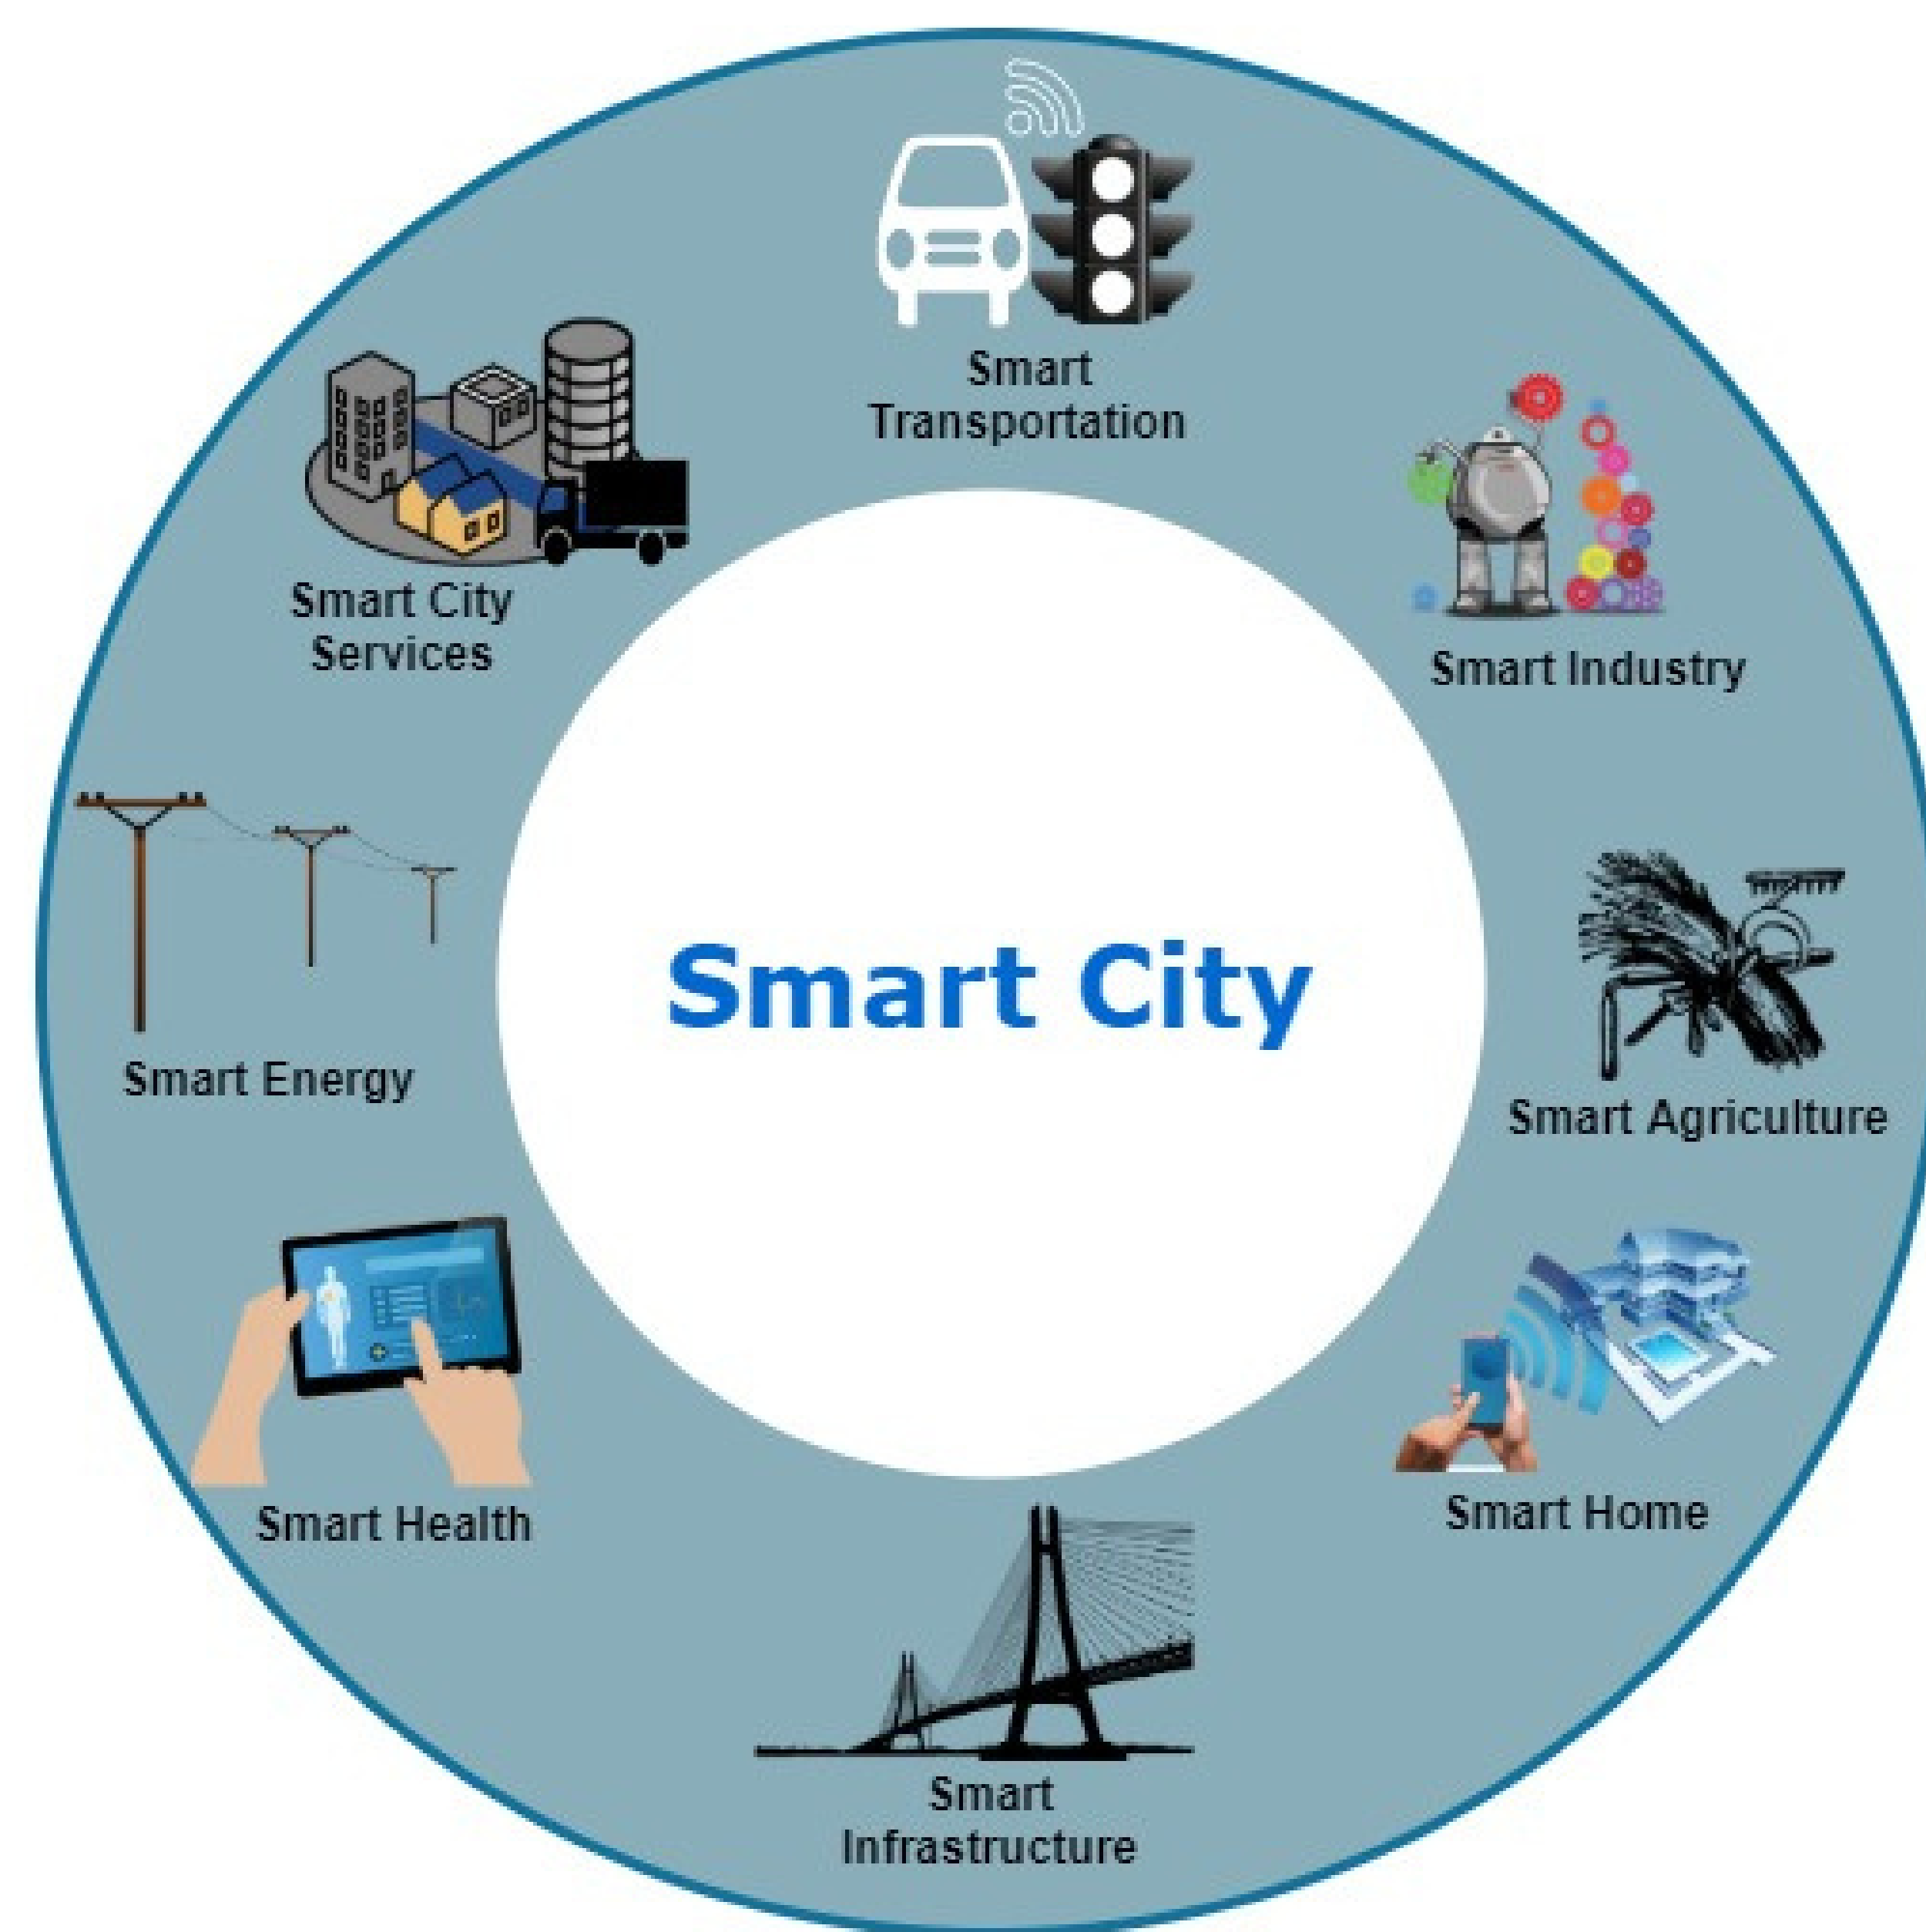 Smart
Transportation
Smart City
Services
Smart Industry
Smart City
Smart Energy
Smart Agriculture
Smart Health
Smart Home
Smart
Infrastructure